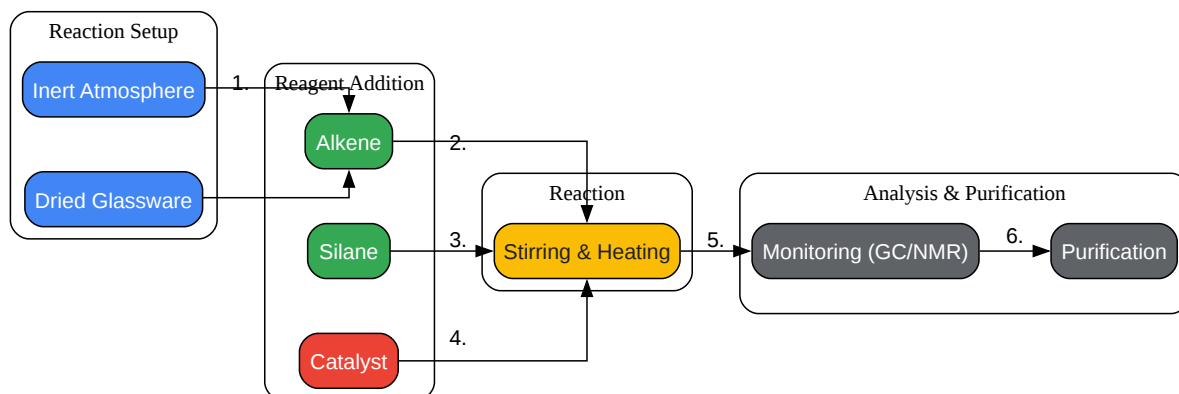 Reaction Setup
Inert Atmosphere
Dried Glassware
1.
Reagent Addition
Alkene
Silane
Catalyst
2.
3.
4.
Reaction
Stirring & Heating
5.
Analysis & Purification
Monitoring (GC/NMR)
6.
Purification